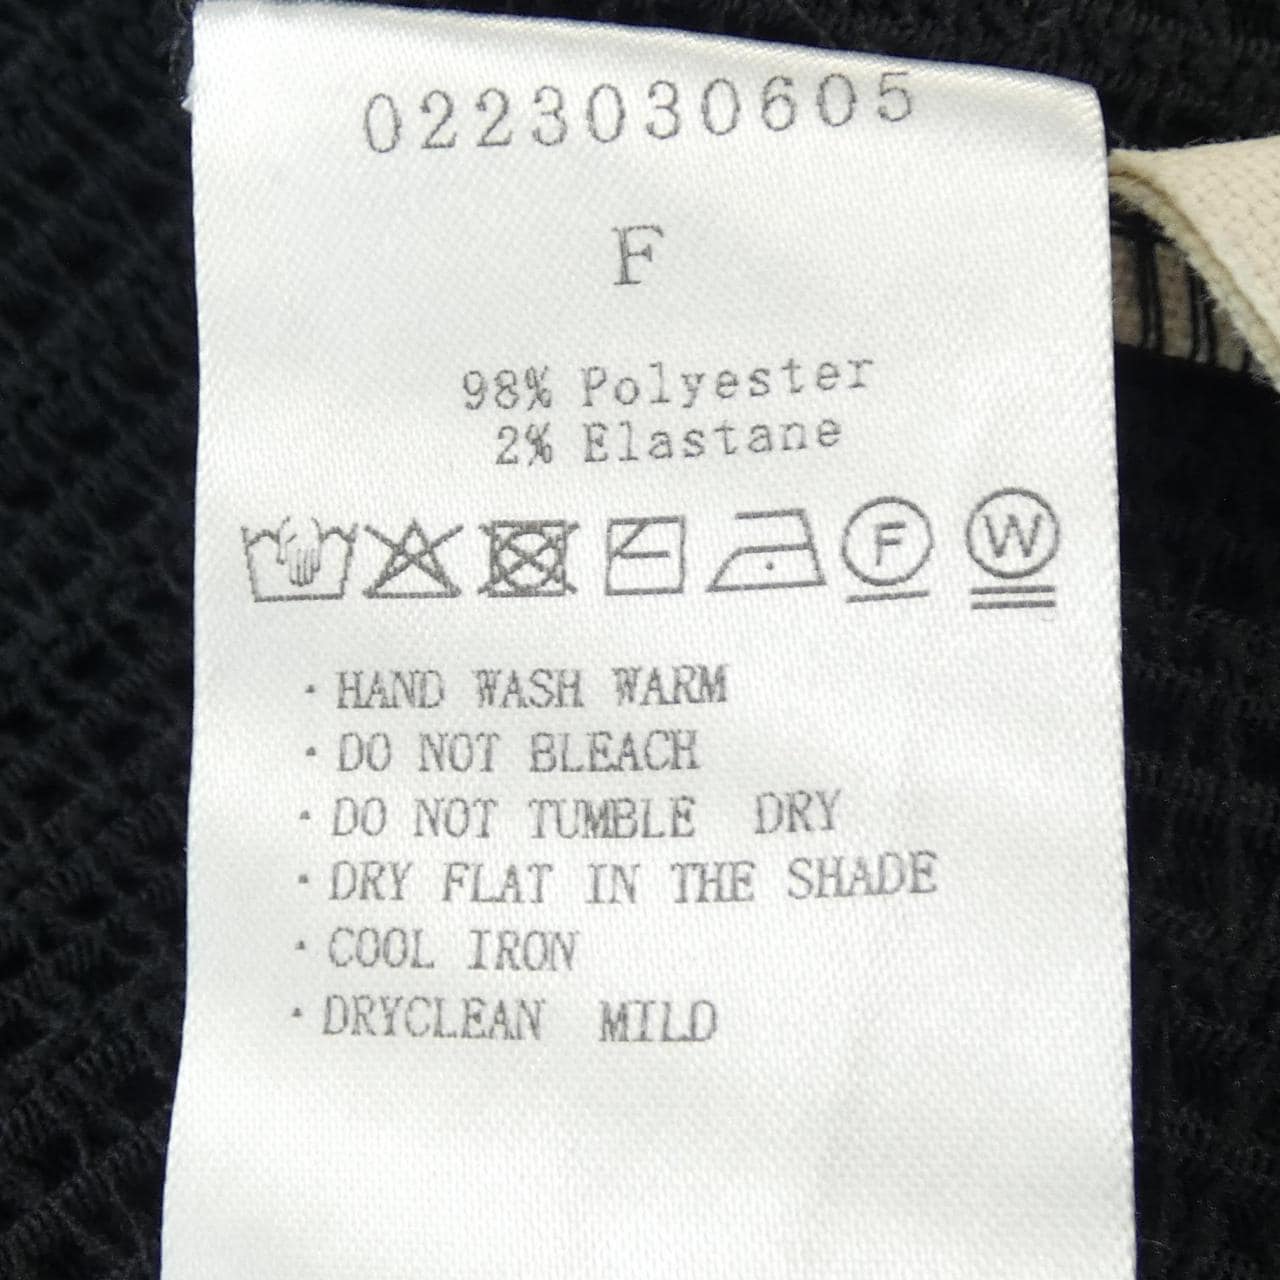 0223030605
F
98% Polyester
2% Elastane
F W
· HAND WASH WARM
· DO NOT BLEACH
· DO NOT TUMBLE DRY
· DRY FLAT IN THE SHADE
· COOL IRON
· DRYCLEAN MILD